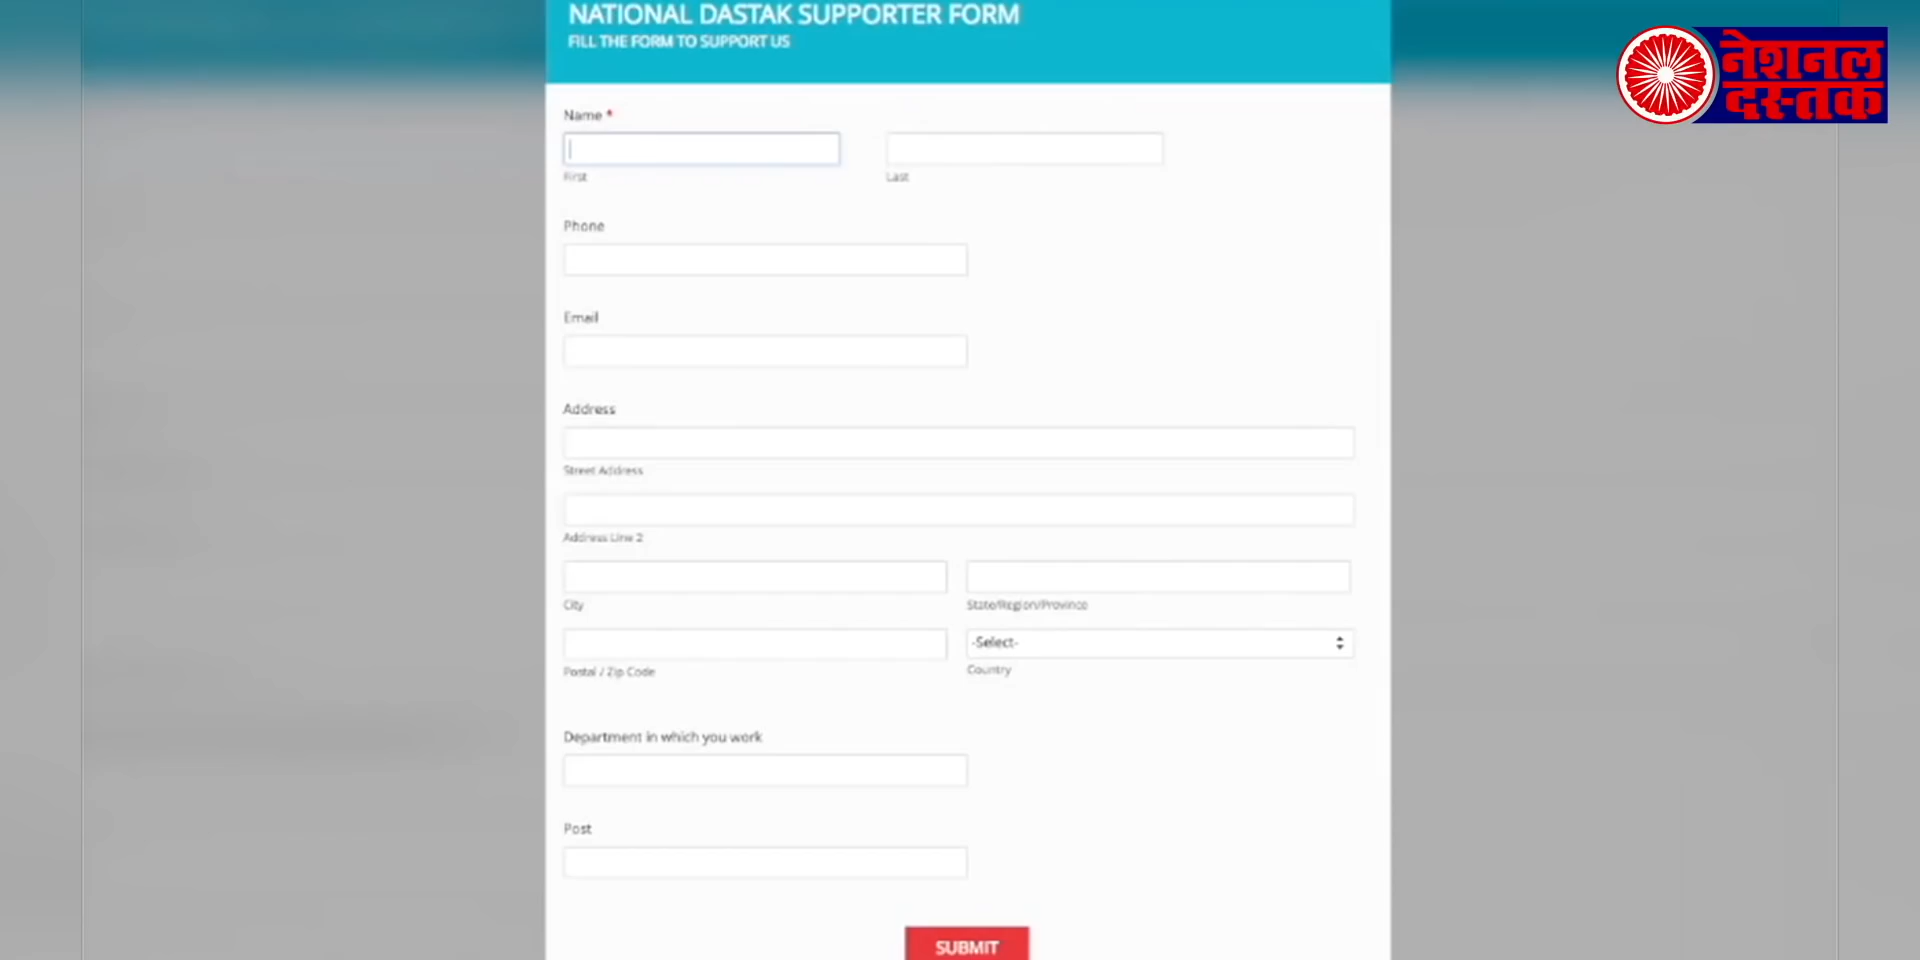 NATIONAL DASTAK SUPPORTER FORM
FILL THE FORM TO SUPPORT US
नेशनल
दस्तक
Name *
First
Last
Phone
Email
Address
Street Address
Address Line 2
City
State/Region/Province
-Select-
Postal / Zip Code
Country
Department in which you work
Post
SUBMIT